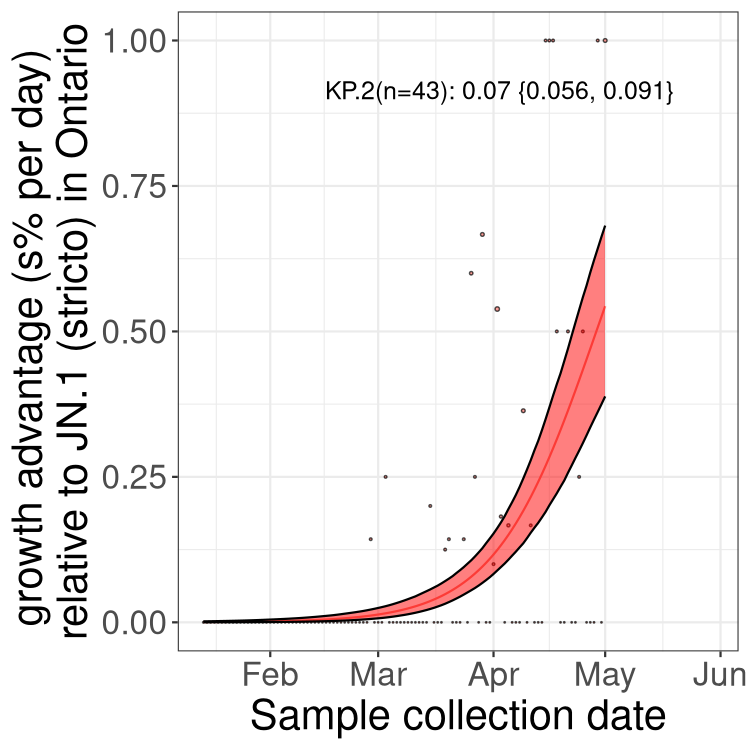 growth advantage (s% per day)
relative to JN.1 (stricto) in Ontario
1.00
0.75
0.50
0.25
0.00
KP.2(n=43): 0.07 {0.056, 0.091}
Feb Mar Apr May Jun
Sample collection date